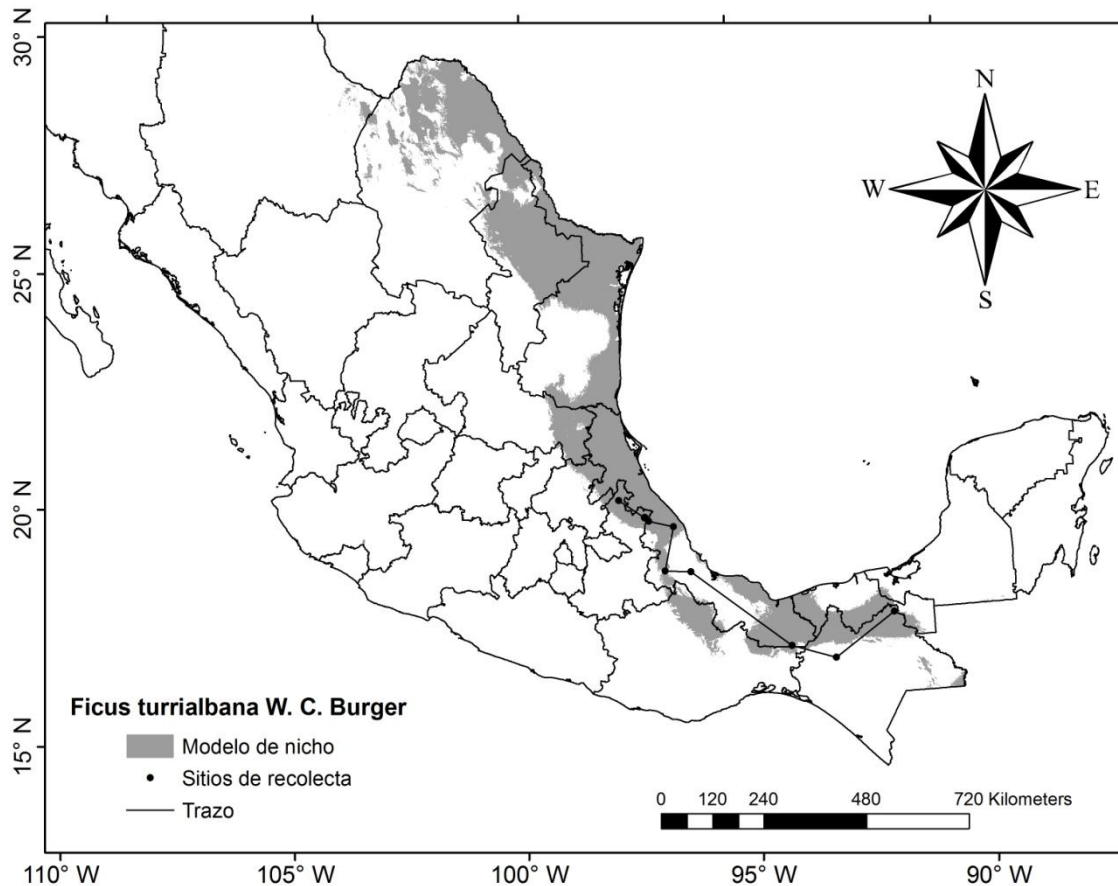 30° N
25° N
20° N
15° N
N
W
E
S
Ficus turrialbana W. C. Burger
Modelo de nicho
Sitios de recolecta
Trazo
0 120 240 480 720 Kilometers
110° W 105° W 100° W 95° W 90° W